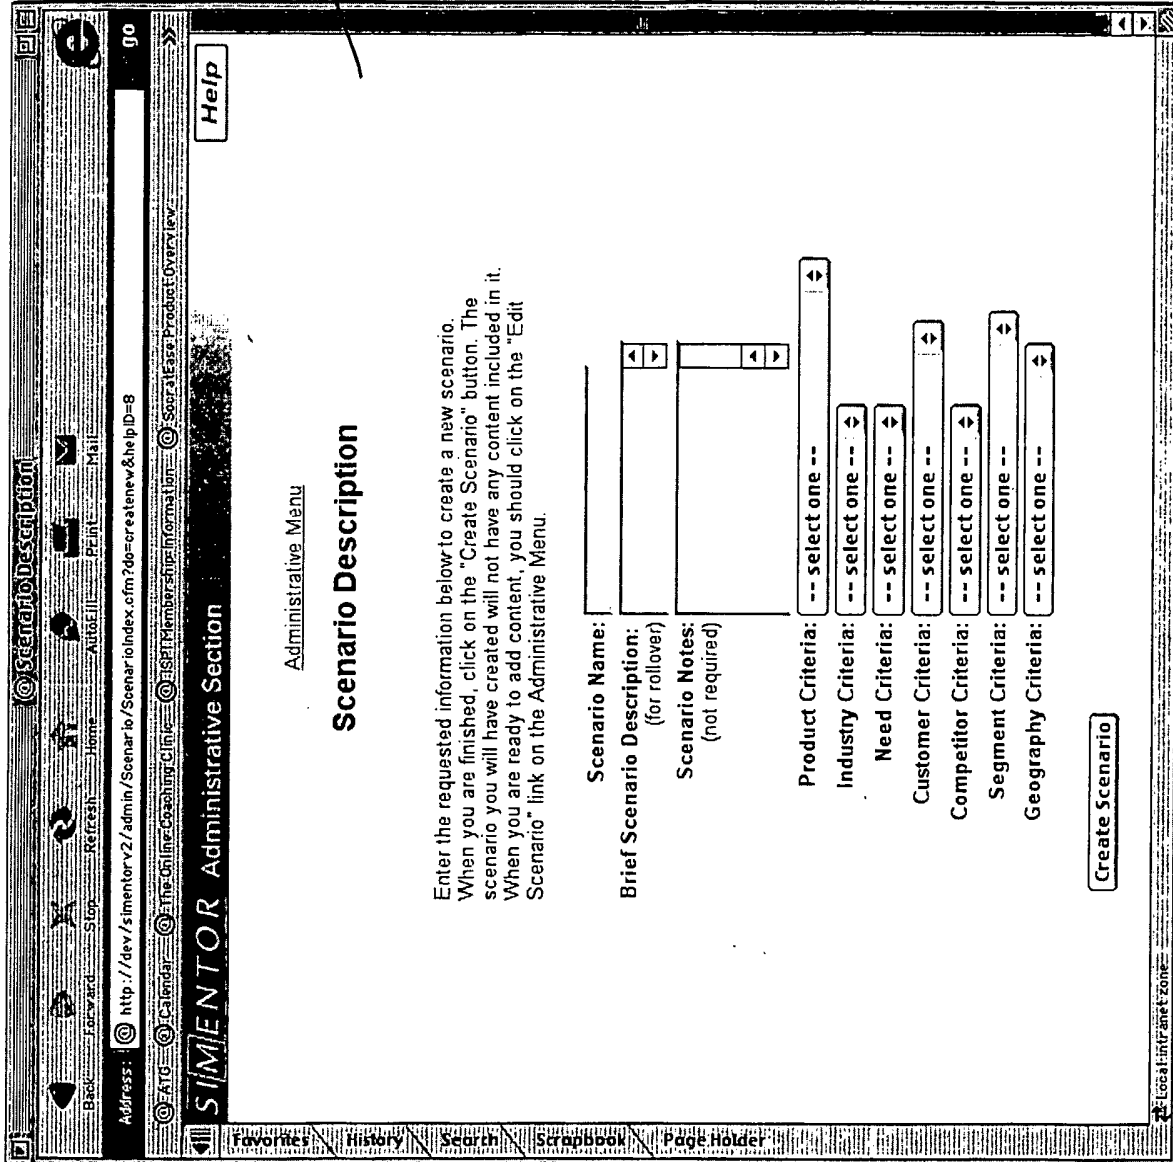 Scenario Description
Back Forward Stop Refresh Home AutoFill Print Mail
Address: http://dev/simentorv2/admin/Scenario/ScenarioIndex.cfm?do=createnew&helpID=8 go
ATG Calendar The Online Coaching Clinic ISPI Membership Information SocratEase Product Overview
SIMENTOR Administrative Section
Help
Favorites
History
Search
Scrapbook
Page Holder
Administrative Menu
Scenario Description
Enter the requested information below to create a new scenario.
When you are finished, click on the "Create Scenario" button. The
scenario you will have created will not have any content included in it.
When you are ready to add content, you should click on the "Edit
Scenario" link on the Administrative Menu.
Scenario Name:
Brief Scenario Description:
(for rollover)
Scenario Notes:
(not required)
Product Criteria: -- select one --
Industry Criteria: -- select one --
Need Criteria: -- select one --
Customer Criteria: -- select one --
Competitor Criteria: -- select one --
Segment Criteria: -- select one --
Geography Criteria: -- select one --
Create Scenario
Local intranet zone